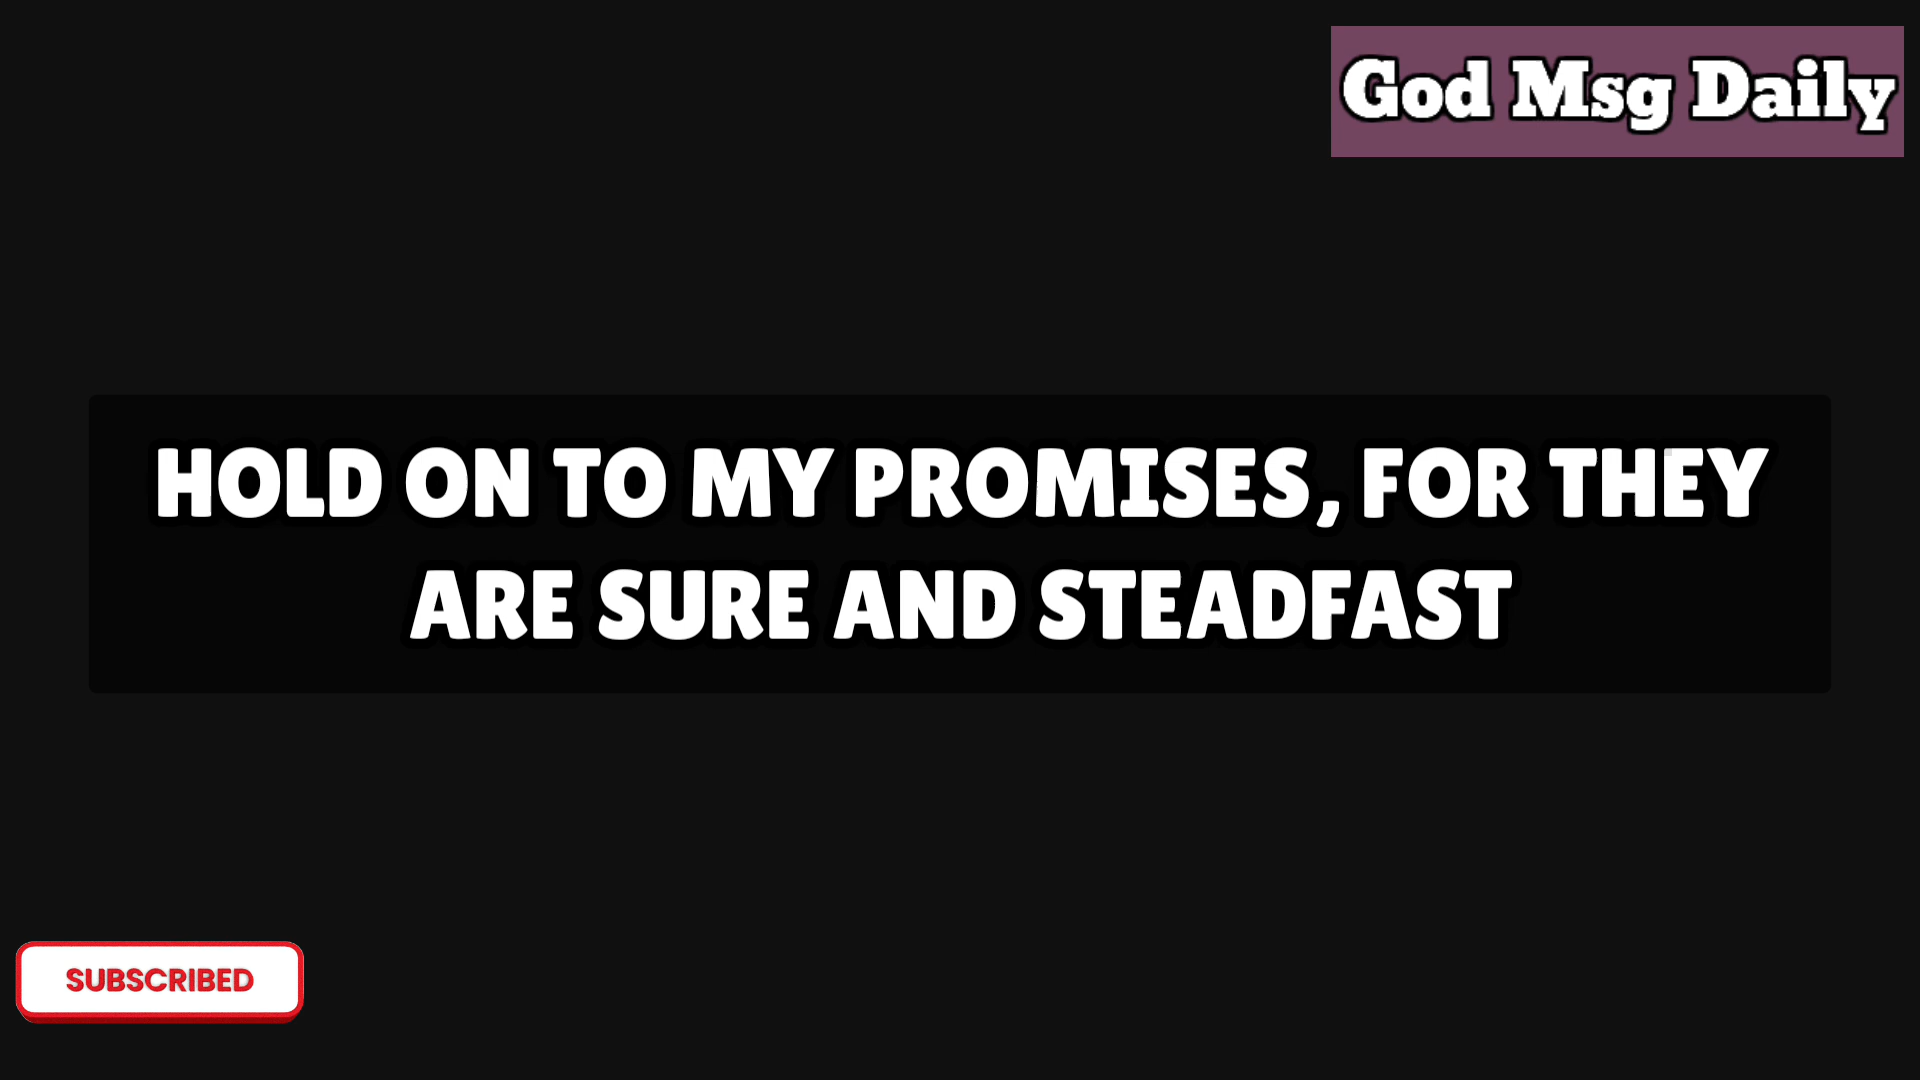 God Msg Daily
HOLD ON TO MY PROMISES, FOR THEY
ARE SURE AND STEADFAST
SUBSCRIBED